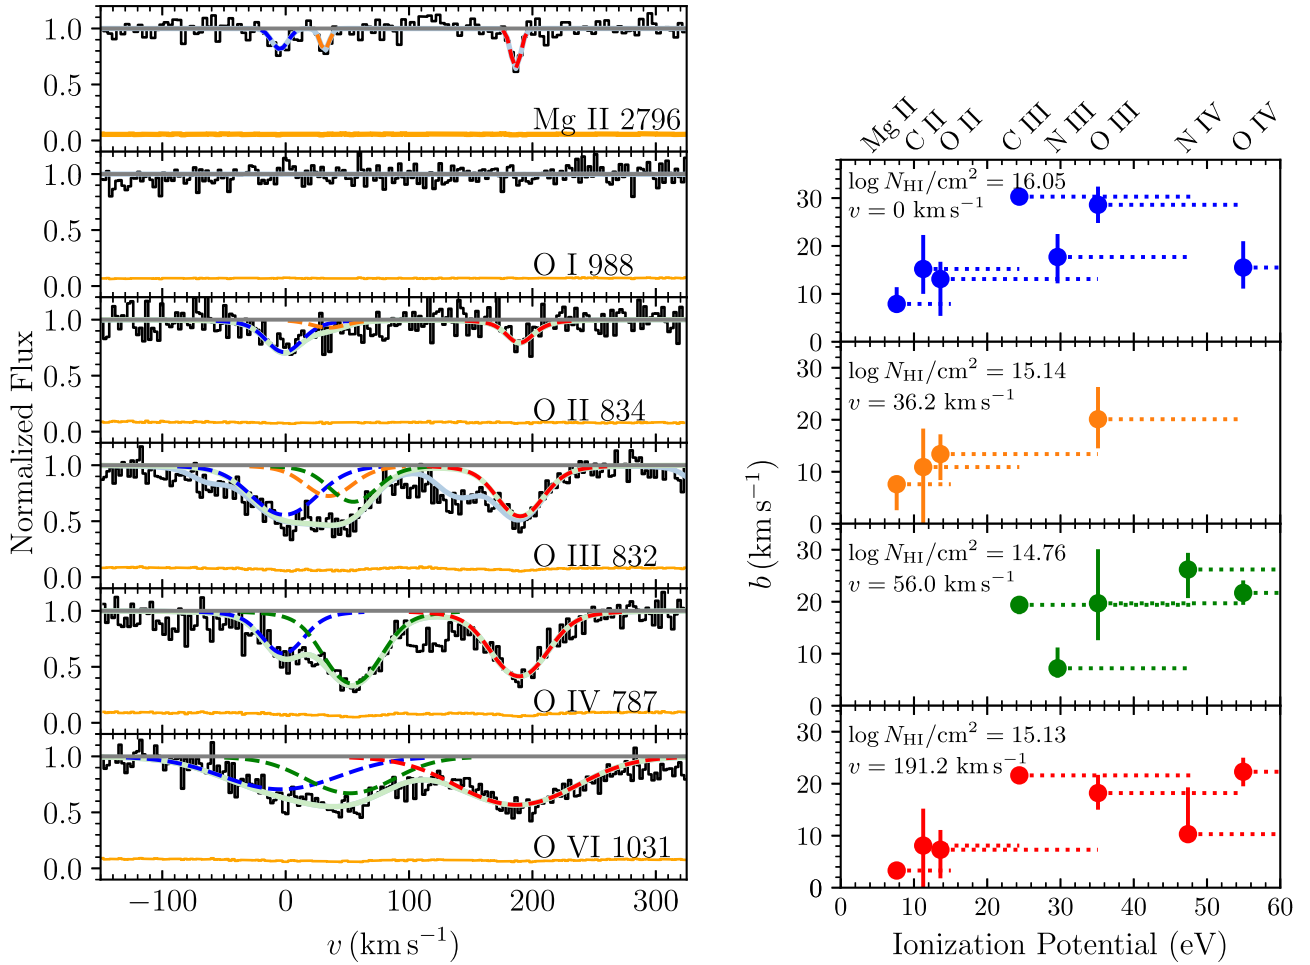 Normalized Flux
1.0
0.5
0.0
Mg II 2796
1.0
0.5
0.0
O I 988
1.0
0.5
0.0
O II 834
1.0
0.5
0.0
O III 832
1.0
0.5
0.0
O IV 787
1.0
0.5
0.0
O VI 1031
−100 0 100 200 300
v (km s⁻¹)
Mg II C II O II C III N III O III N IV O IV
b (km s⁻¹)
log N_HI/cm² = 16.05
v = 0 km s⁻¹
30
20
10
0
log N_HI/cm² = 15.14
v = 36.2 km s⁻¹
30
20
10
0
log N_HI/cm² = 14.76
v = 56.0 km s⁻¹
30
20
10
0
log N_HI/cm² = 15.13
v = 191.2 km s⁻¹
30
20
10
0
0 10 20 30 40 50 60
Ionization Potential (eV)